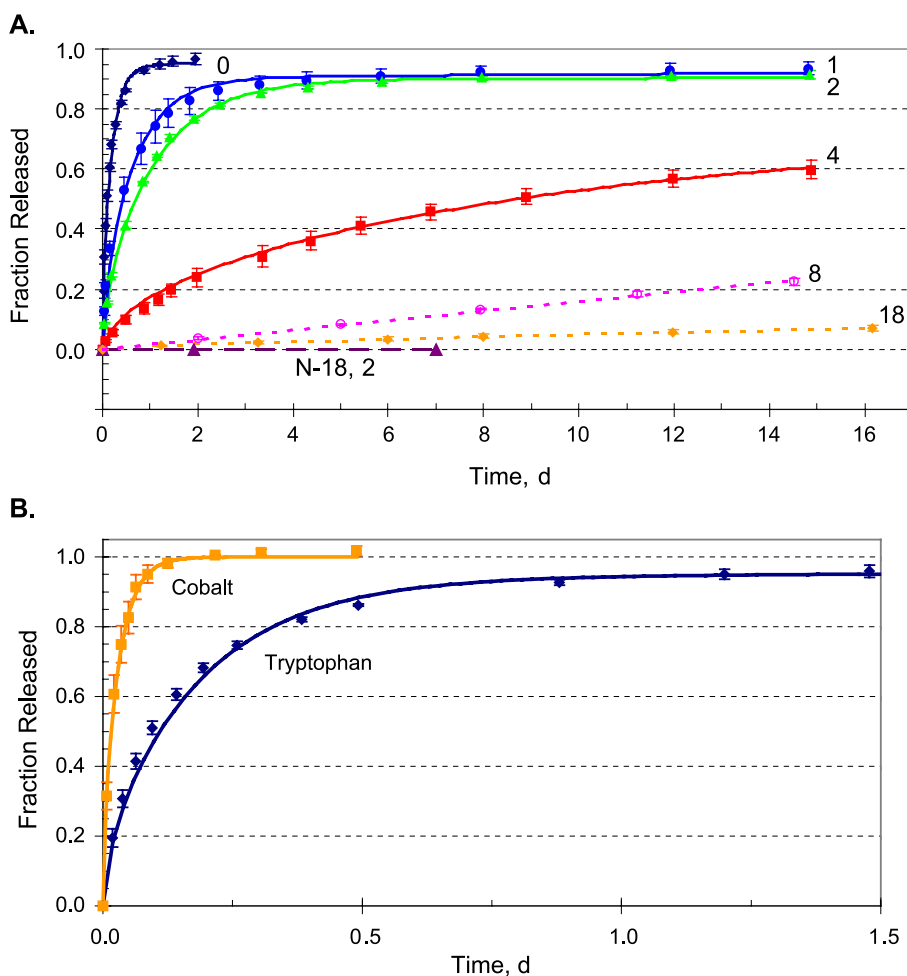 A.
1.0
0.8
0.6
0.4
0.2
0.0
Fraction Released
0
1
2
4
8
18
N-18, 2
0 2 4 6 8 10 12 14 16
Time, d
B.
1.0
0.8
0.6
0.4
0.2
0.0
Fraction Released
Cobalt
Tryptophan
0.0 0.5 1.0 1.5
Time, d